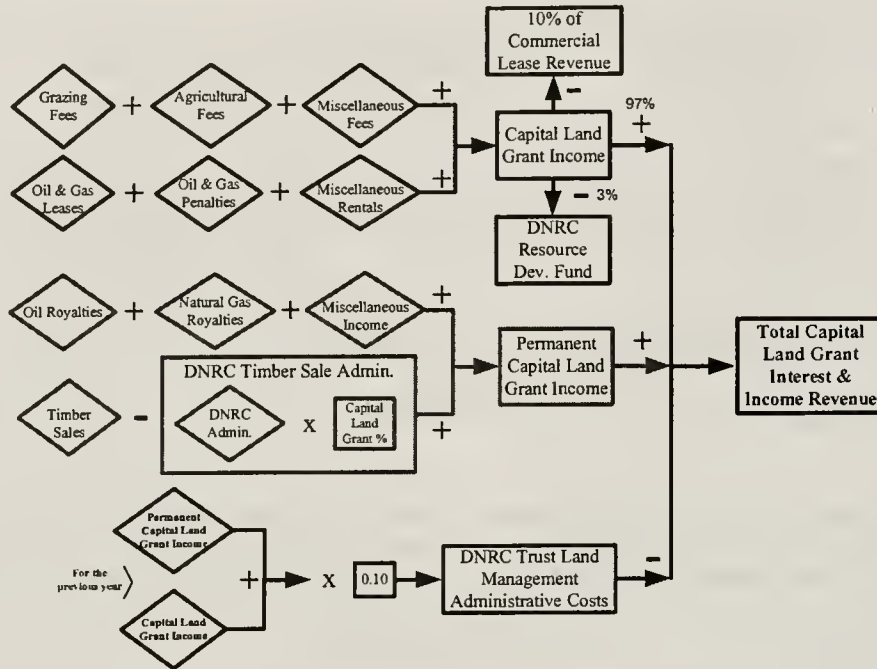 10% of
Commercial
Lease Revenue
Grazing
Fees
+
Agricultural
Fees
+
Miscellaneous
Fees
+
−
Capital Land
Grant Income
97%
+
Oil & Gas
Leases
+
Oil & Gas
Penalties
+
Miscellaneous
Rentals
+
− 3%
DNRC
Resource
Dev. Fund
Oil Royalties
+
Natural Gas
Royalties
+
Miscellaneous
Income
+
Permanent
Capital Land
Grant Income
+
Total Capital
Land Grant
Interest &
Income Revenue
DNRC Timber Sale Admin.
Timber
Sales
−
DNRC
Admin.
X
Capital
Land
Grant %
+
Permanent
Capital Land
Grant Income
For the
previous year
+
X
0.10
DNRC Trust Land
Management
Administrative Costs
−
Capital Land
Grant Income